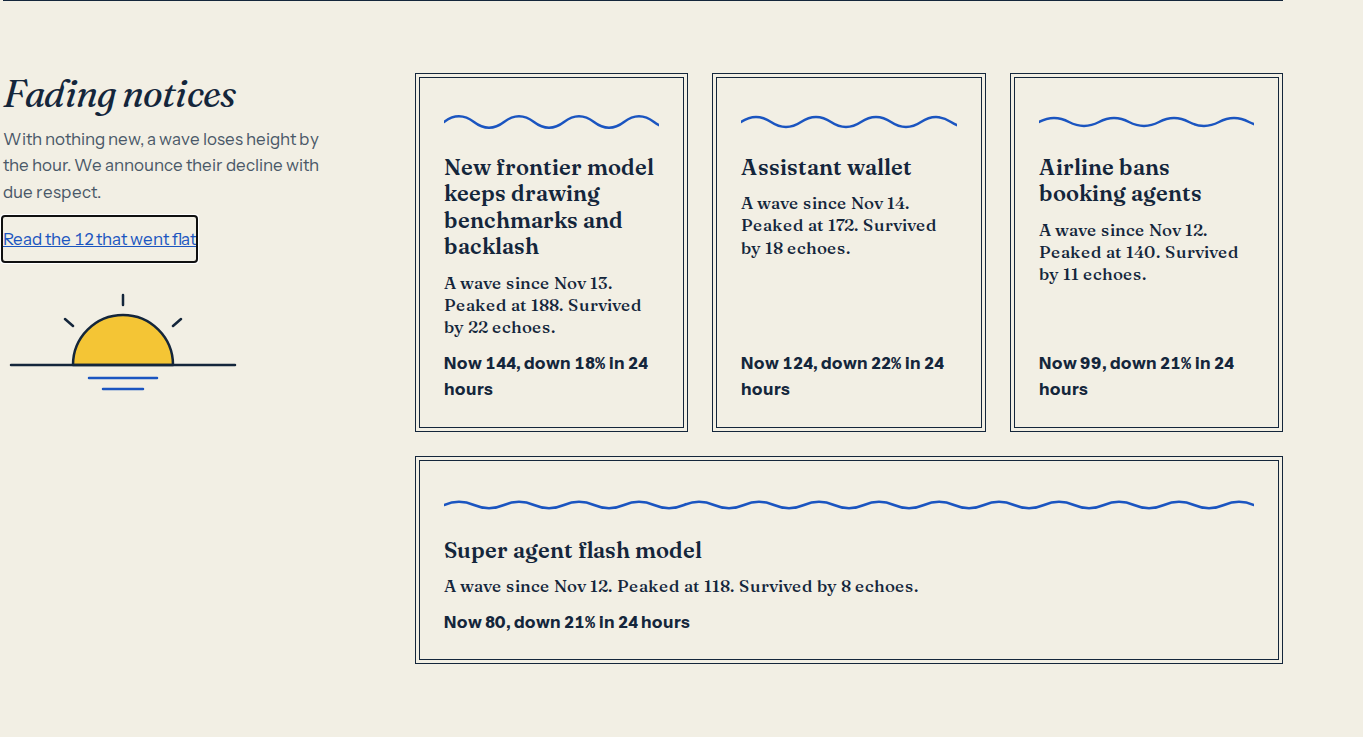 Fading notices
With nothing new, a wave loses height by
the hour. We announce their decline with
due respect.
Read the 12 that went flat
New frontier model
keeps drawing
benchmarks and
backlash
A wave since Nov 13.
Peaked at 188. Survived
by 22 echoes.
Now 144, down 18% in 24
hours
Assistant wallet
A wave since Nov 14.
Peaked at 172. Survived
by 18 echoes.
Now 124, down 22% in 24
hours
Airline bans
booking agents
A wave since Nov 12.
Peaked at 140. Survived
by 11 echoes.
Now 99, down 21% in 24
hours
Super agent flash model
A wave since Nov 12. Peaked at 118. Survived by 8 echoes.
Now 80, down 21% in 24 hours